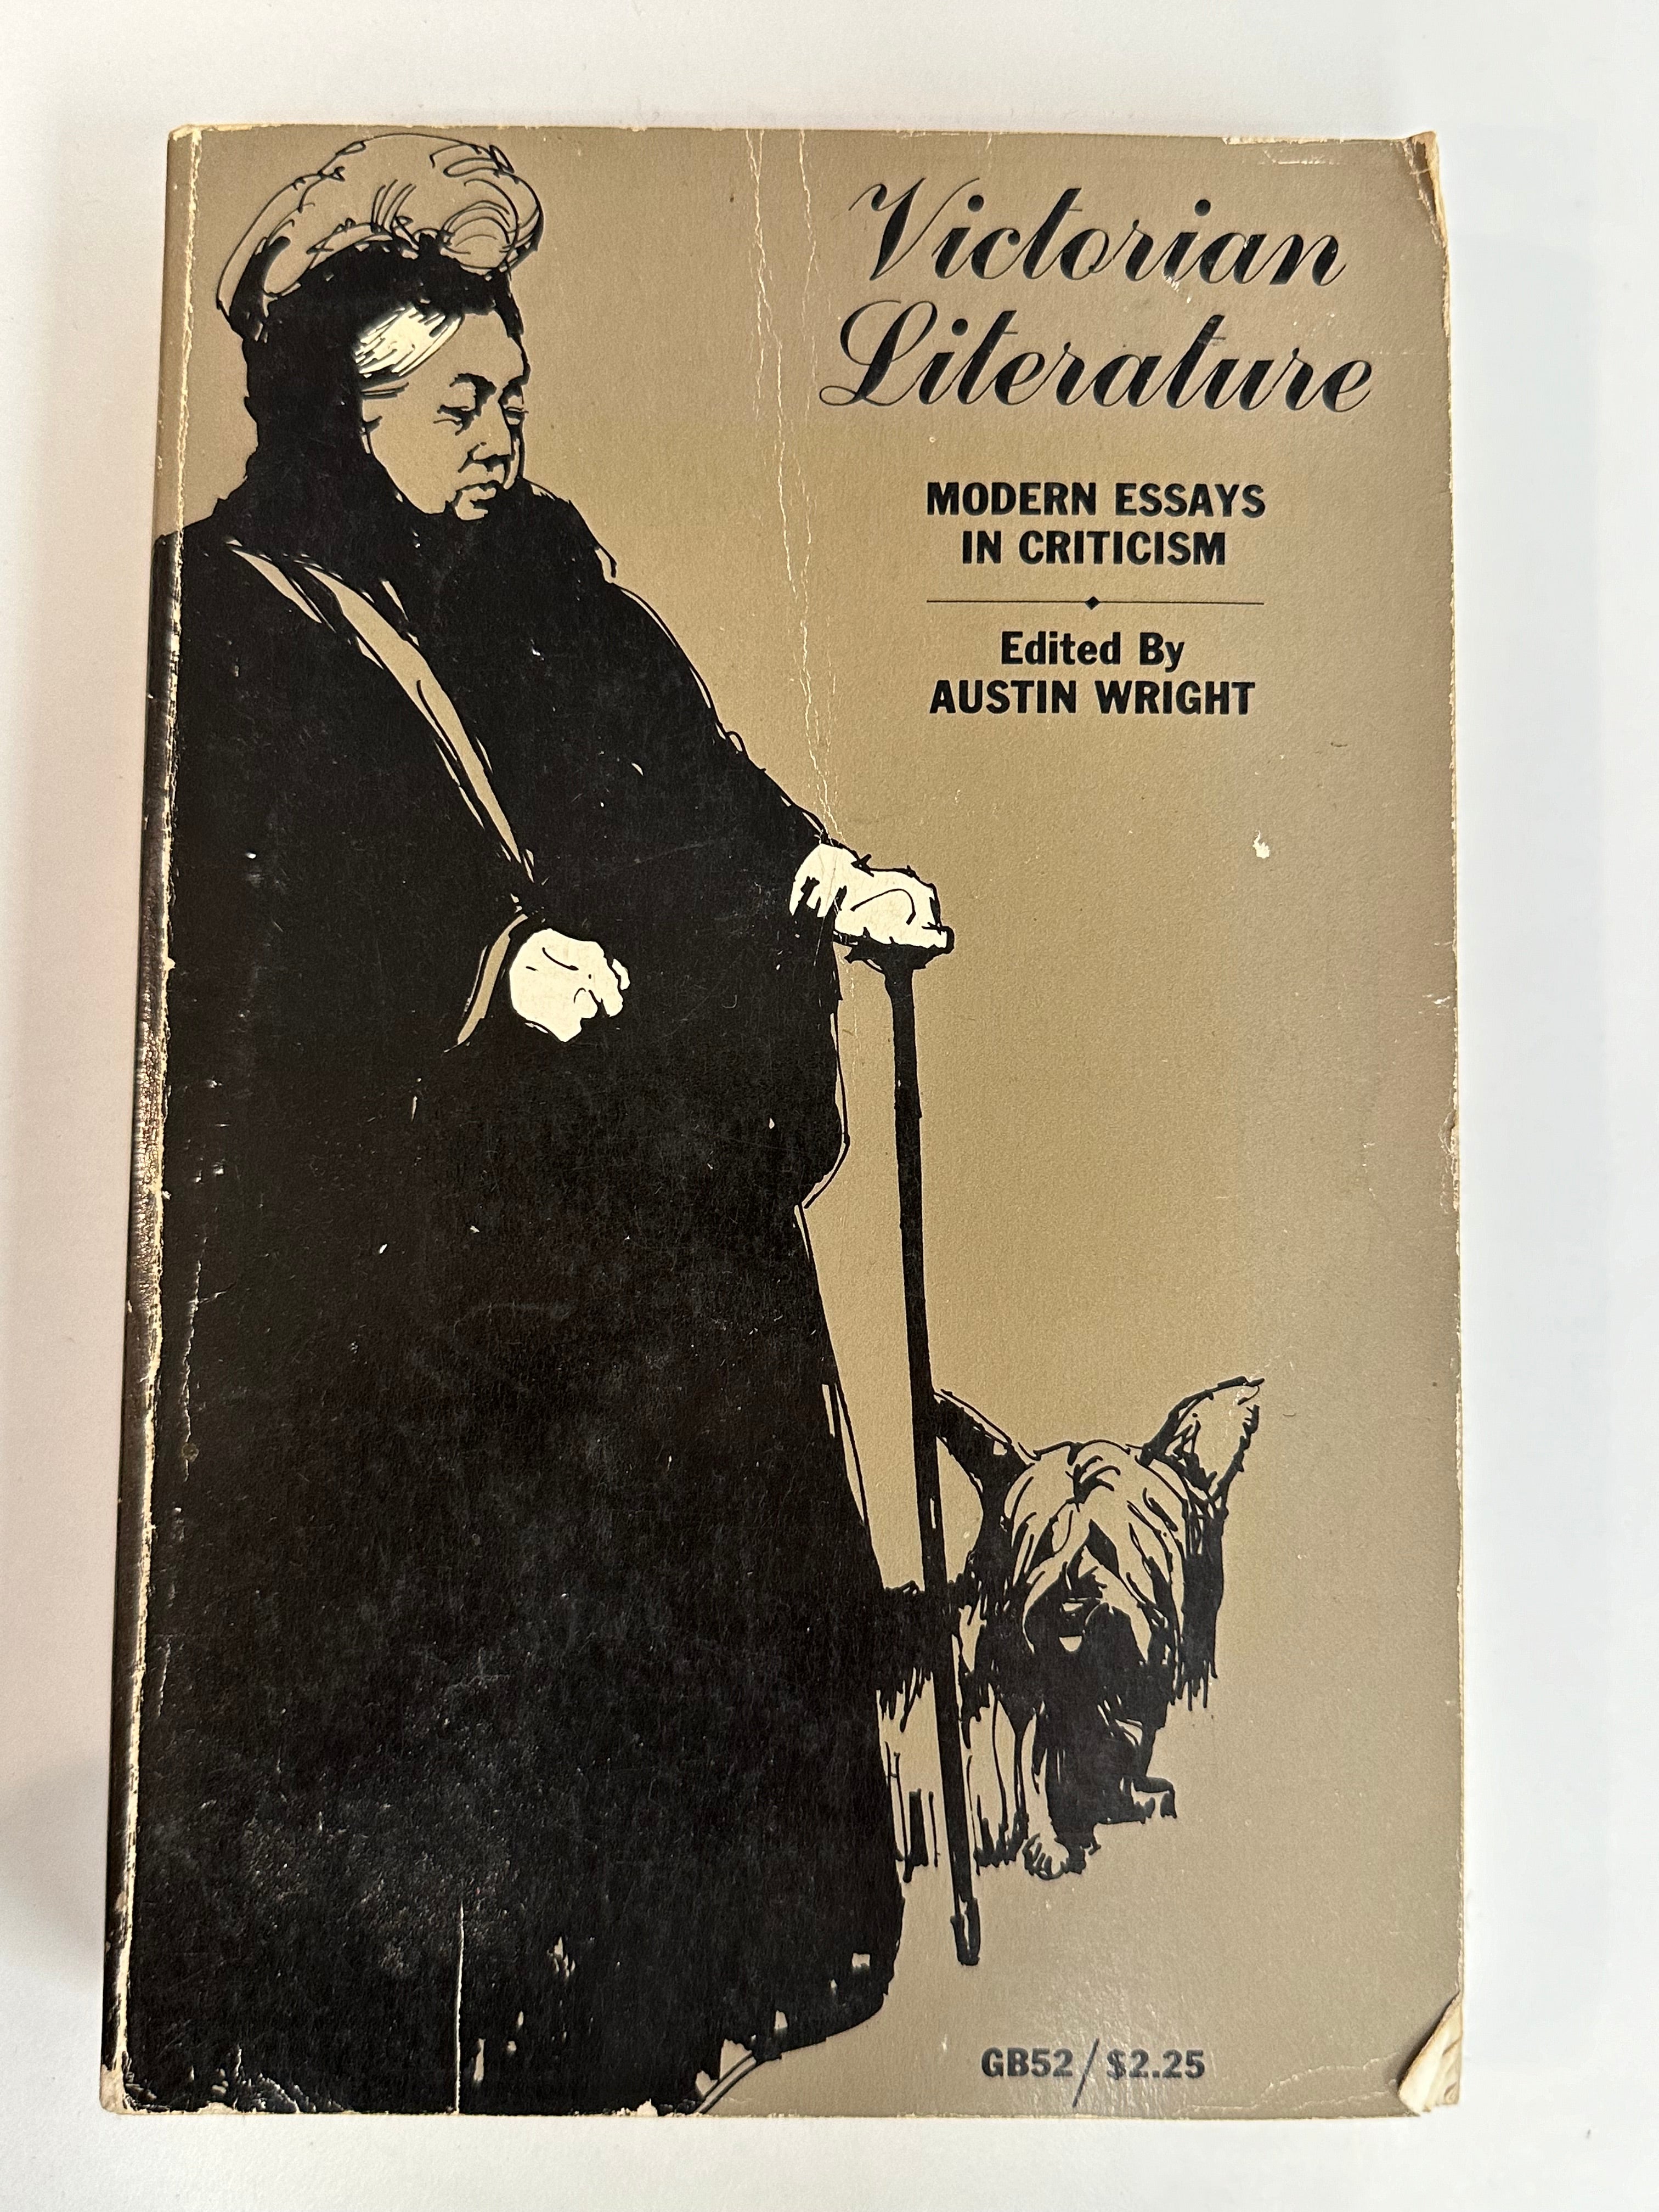 Victorian
Literature
MODERN ESSAYS
IN CRITICISM
Edited By
AUSTIN WRIGHT
GB52/$2.25